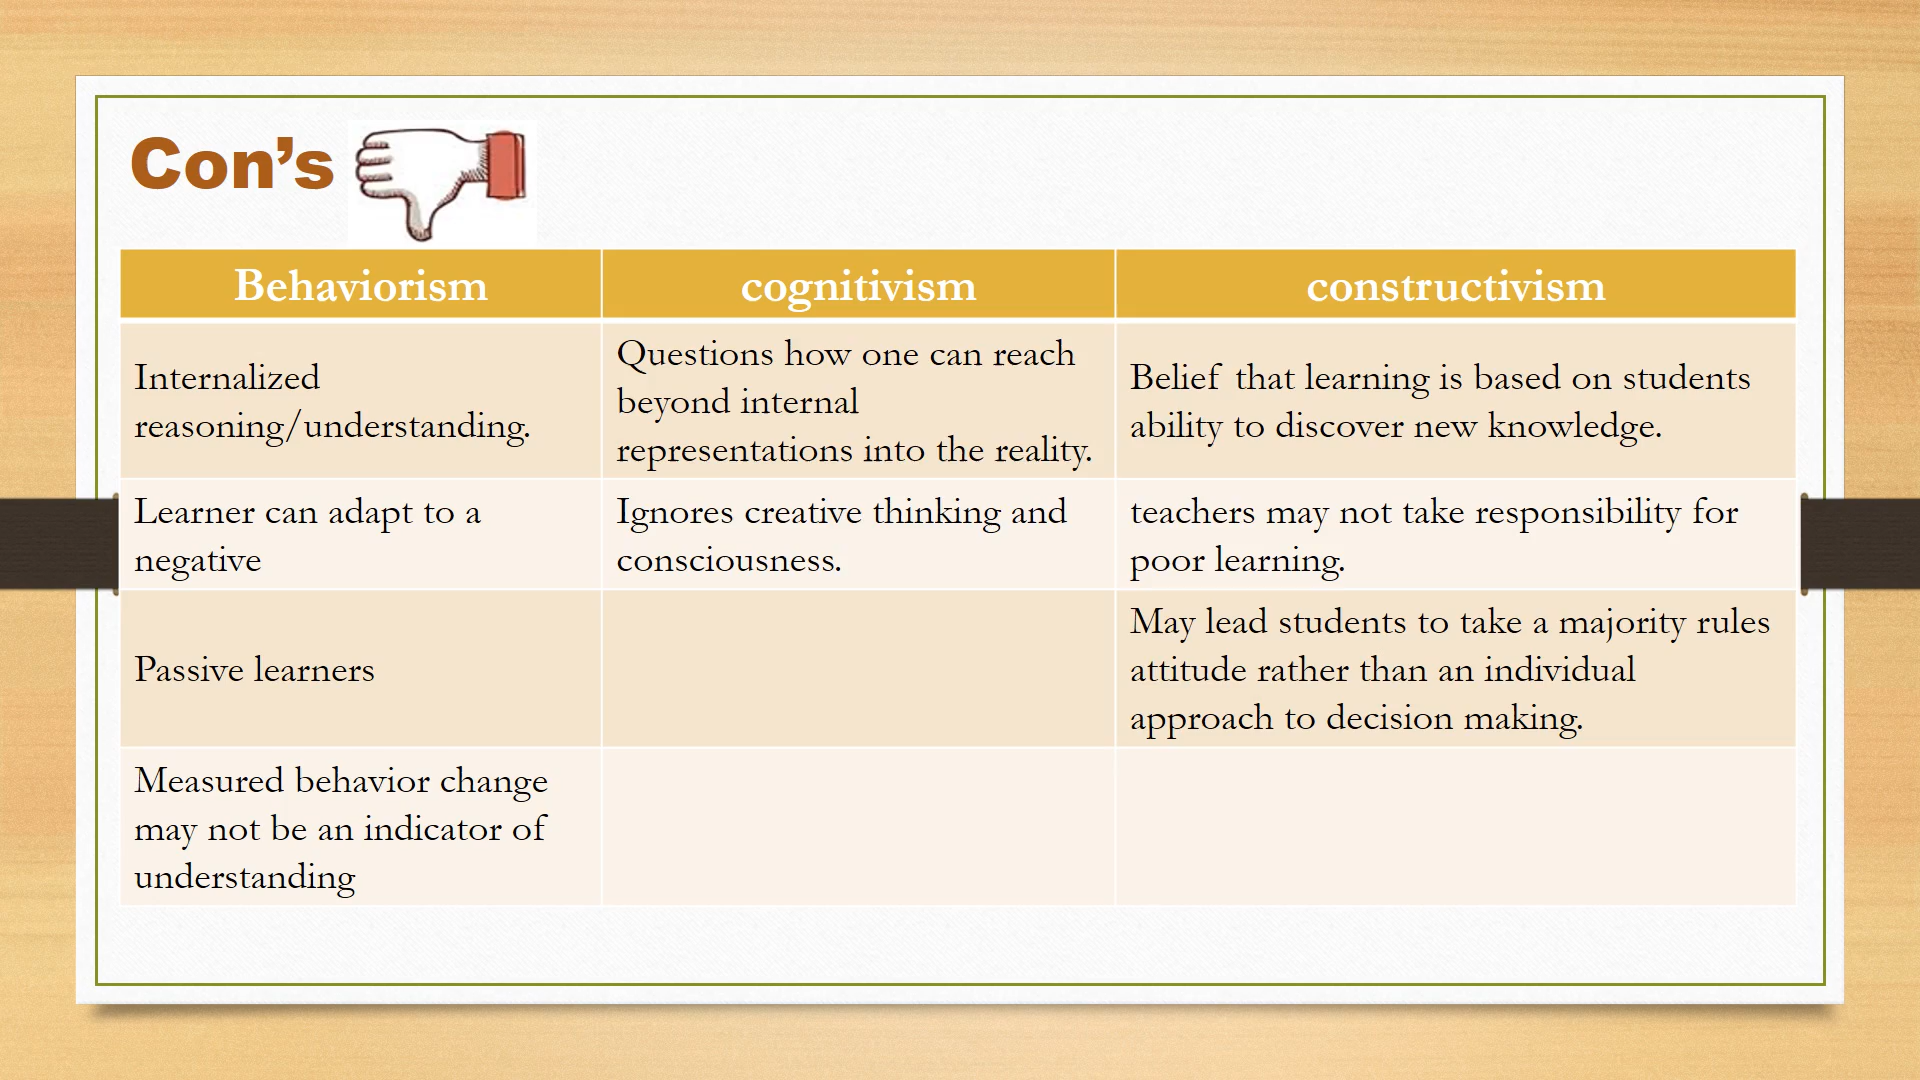 Con’s
Behaviorism
cognitivism
constructivism
Internalized
reasoning/understanding.
Questions how one can reach
beyond internal
representations into the reality.
Belief that learning is based on students
ability to discover new knowledge.
Learner can adapt to a
negative
Ignores creative thinking and
consciousness.
teachers may not take responsibility for
poor learning.
Passive learners
May lead students to take a majority rules
attitude rather than an individual
approach to decision making.
Measured behavior change
may not be an indicator of
understanding